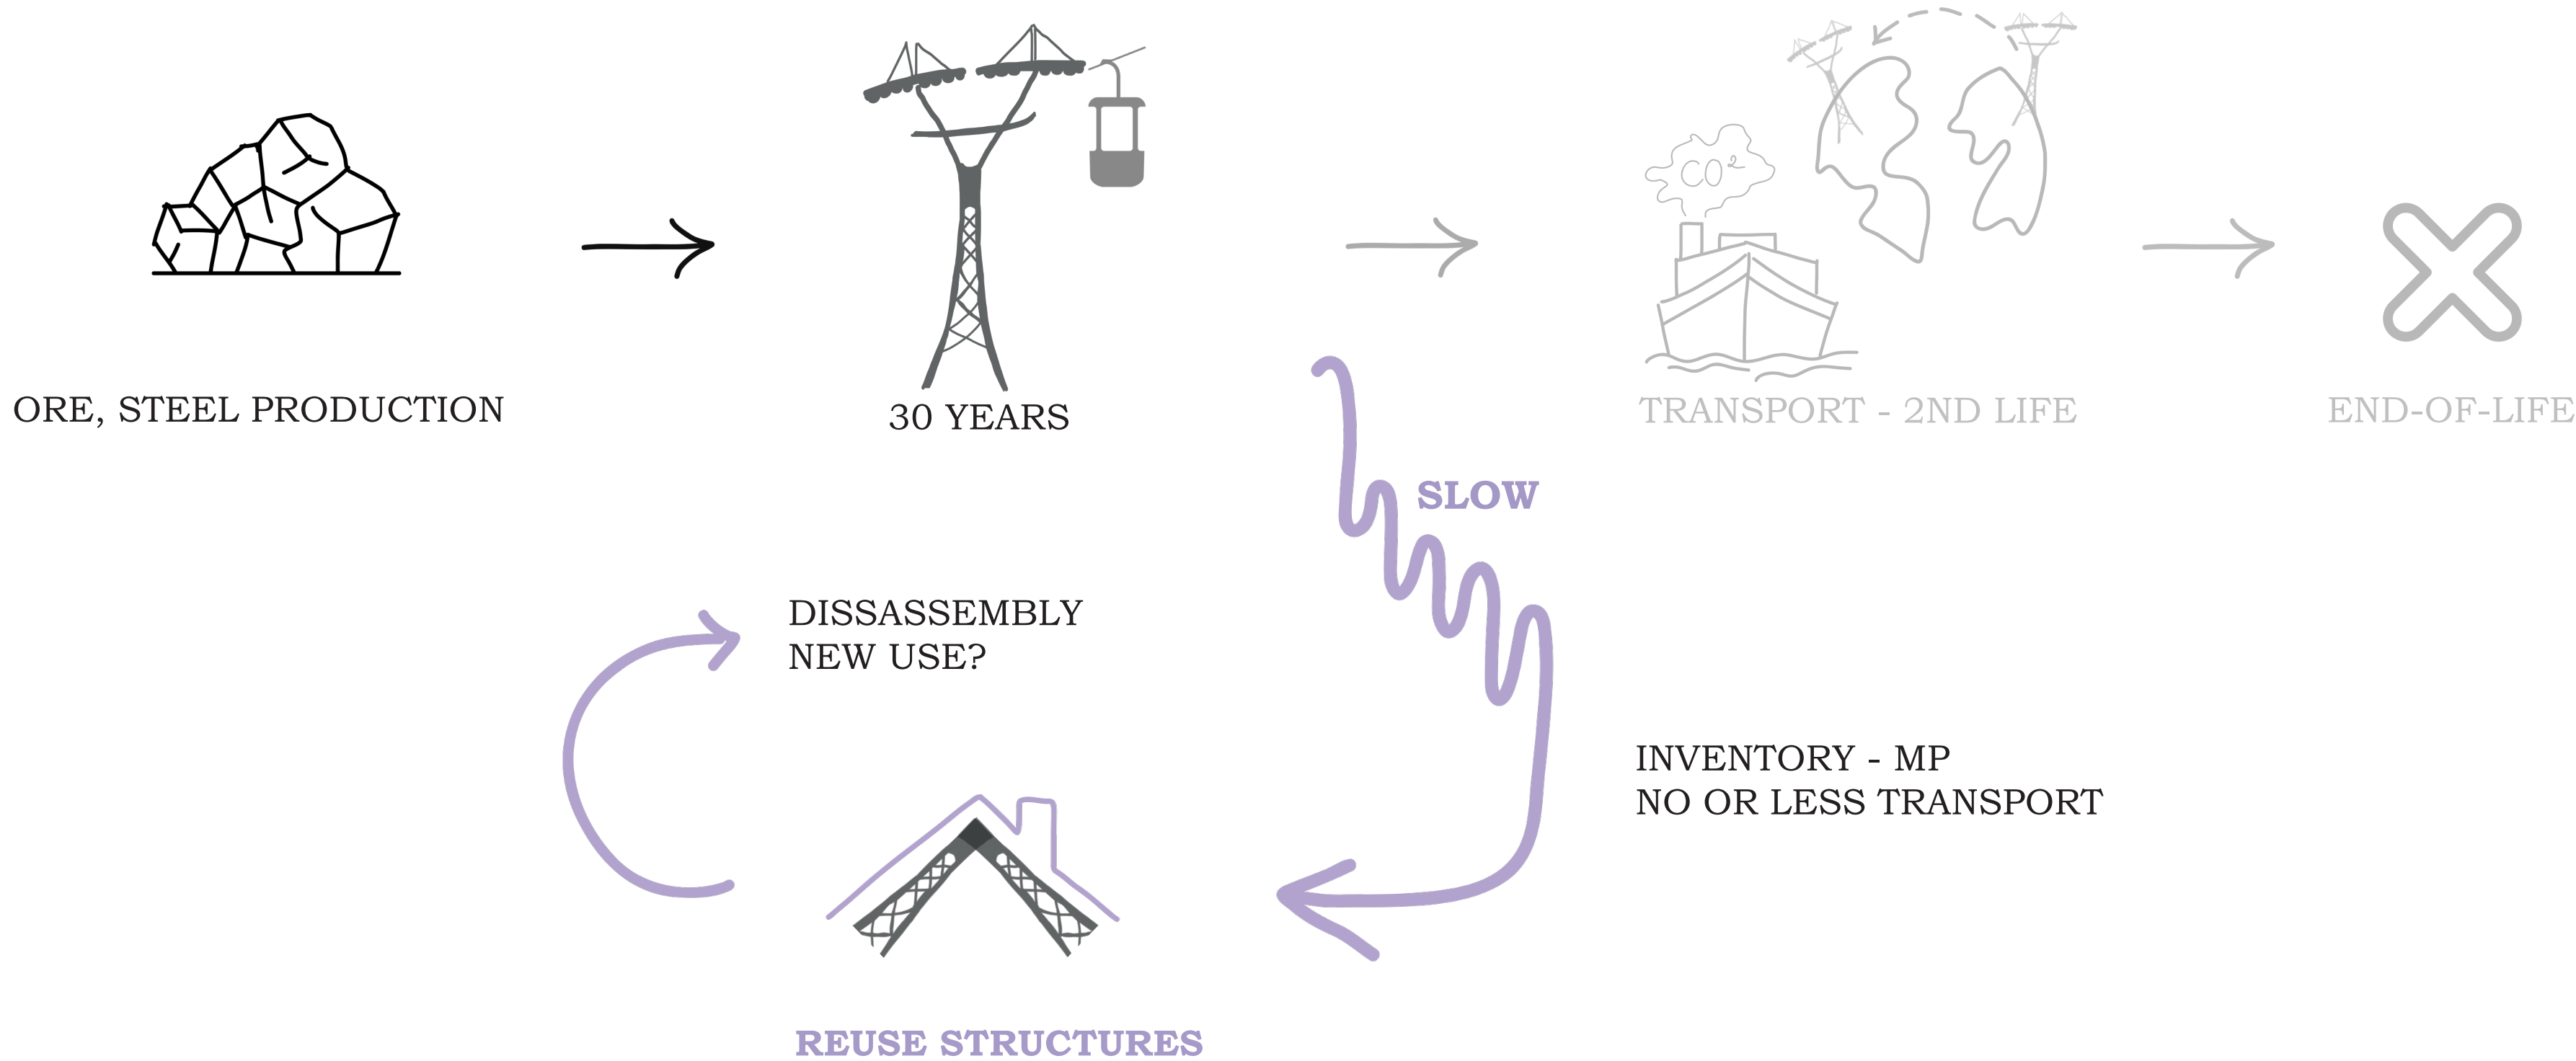 CO²
ORE, STEEL PRODUCTION
30 YEARS
TRANSPORT - 2ND LIFE
END-OF-LIFE
SLOW
DISSASSEMBLY
NEW USE?
INVENTORY - MP
NO OR LESS TRANSPORT
REUSE STRUCTURES